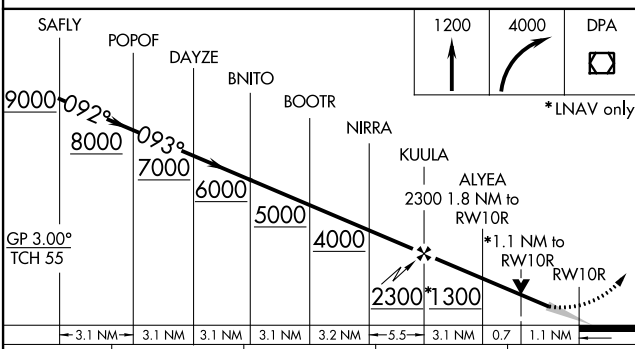 SAFLY
POPOF
DAYZE
BNITO
BOOTR
NIRRA
KUULA
ALYEA
2300 1.8 NM to
RW10R
*1.1 NM to
RW10R
RW10R
1200
4000
DPA
*LNAV only
9000
092°
8000
093°
7000
6000
5000
4000
2300
*1300
GP 3.00°
TCH 55
3.1 NM
3.1 NM
3.1 NM
3.1 NM
3.2 NM
5.5
3.1 NM
0.7
1.1 NM